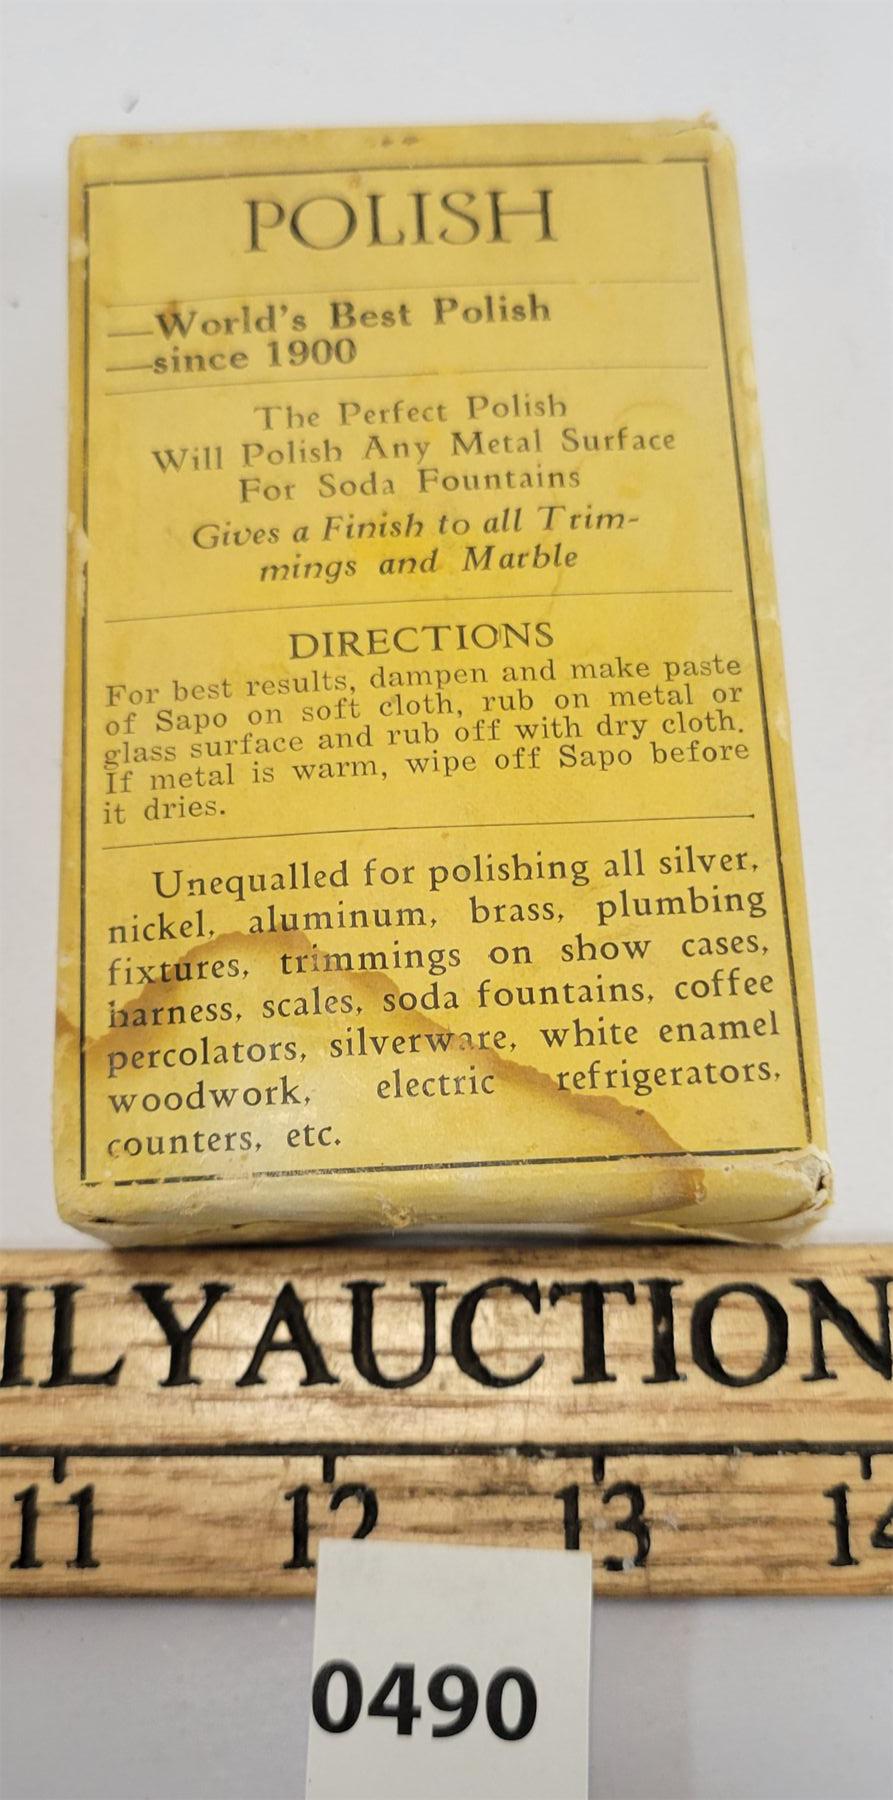 POLISH
—World's Best Polish
—since 1900
The Perfect Polish
Will Polish Any Metal Surface
For Soda Fountains
Gives a Finish to all Trim-
mings and Marble
DIRECTIONS
For best results, dampen and make paste
of Sapo on soft cloth, rub on metal or
glass surface and rub off with dry cloth.
If metal is warm, wipe off Sapo before
it dries.
Unequalled for polishing all silver,
nickel, aluminum, brass, plumbing
fixtures, trimmings on show cases,
harness, scales, soda fountains, coffee
percolators, silverware, white enamel
woodwork, electric refrigerators,
counters, etc.
ILYAUCTION
11 12 13 14
0490